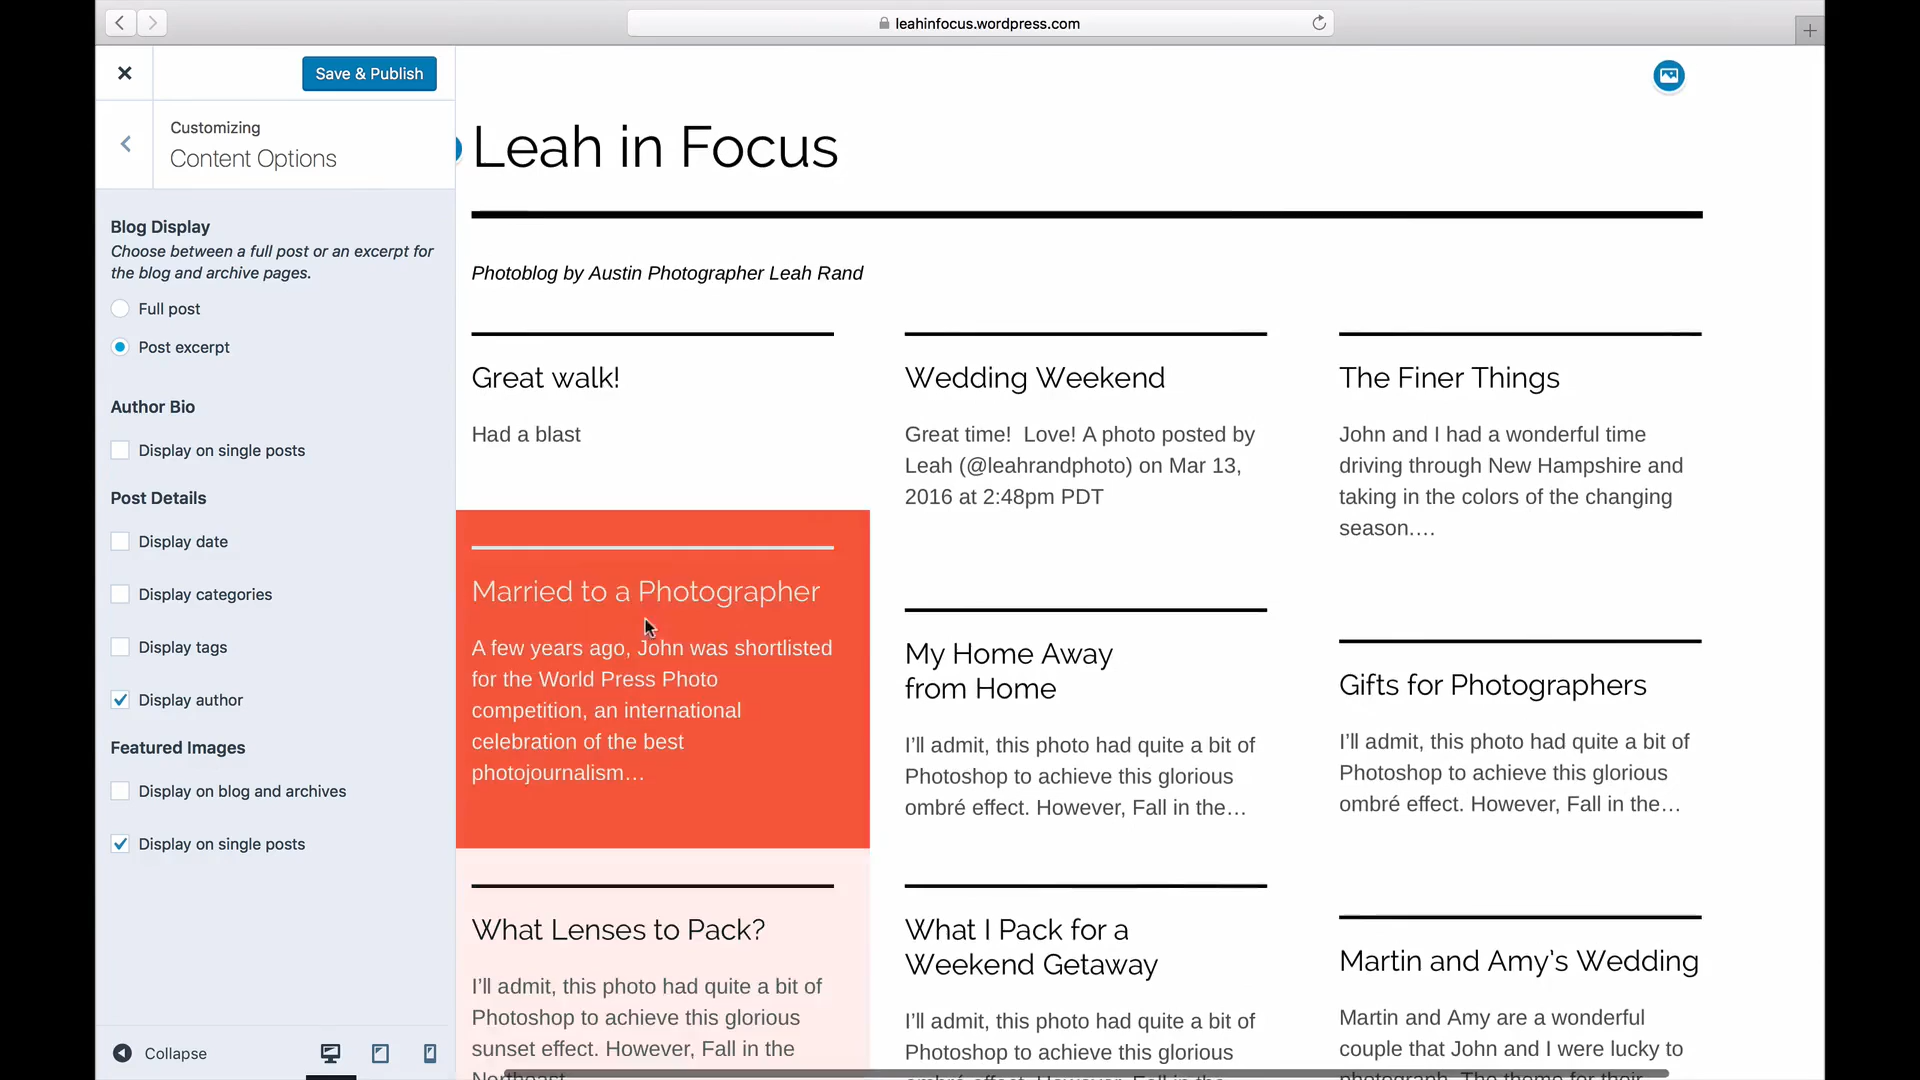 leahinfocus.wordpress.com
Save & Publish
Customizing
Content Options
Blog Display
Choose between a full post or an excerpt for
the blog and archive pages.
Full post
Post excerpt
Author Bio
Display on single posts
Post Details
Display date
Display categories
Display tags
Display author
Featured Images
Display on blog and archives
Display on single posts
Collapse
Leah in Focus
Photoblog by Austin Photographer Leah Rand
Great walk!
Had a blast
Married to a Photographer
A few years ago, John was shortlisted
for the World Press Photo
competition, an international
celebration of the best
photojournalism…
What Lenses to Pack?
I’ll admit, this photo had quite a bit of
Photoshop to achieve this glorious
sunset effect. However, Fall in the
Northeast
Wedding Weekend
Great time!  Love! A photo posted by
Leah (@leahrandphoto) on Mar 13,
2016 at 2:48pm PDT
My Home Away
from Home
I’ll admit, this photo had quite a bit of
Photoshop to achieve this glorious
ombré effect. However, Fall in the…
What I Pack for a
Weekend Getaway
I’ll admit, this photo had quite a bit of
Photoshop to achieve this glorious
ombré effect. However, Fall in the
The Finer Things
John and I had a wonderful time
driving through New Hampshire and
taking in the colors of the changing
season.…
Gifts for Photographers
I’ll admit, this photo had quite a bit of
Photoshop to achieve this glorious
ombré effect. However, Fall in the…
Martin and Amy’s Wedding
Martin and Amy are a wonderful
couple that John and I were lucky to
photograph. The theme for their